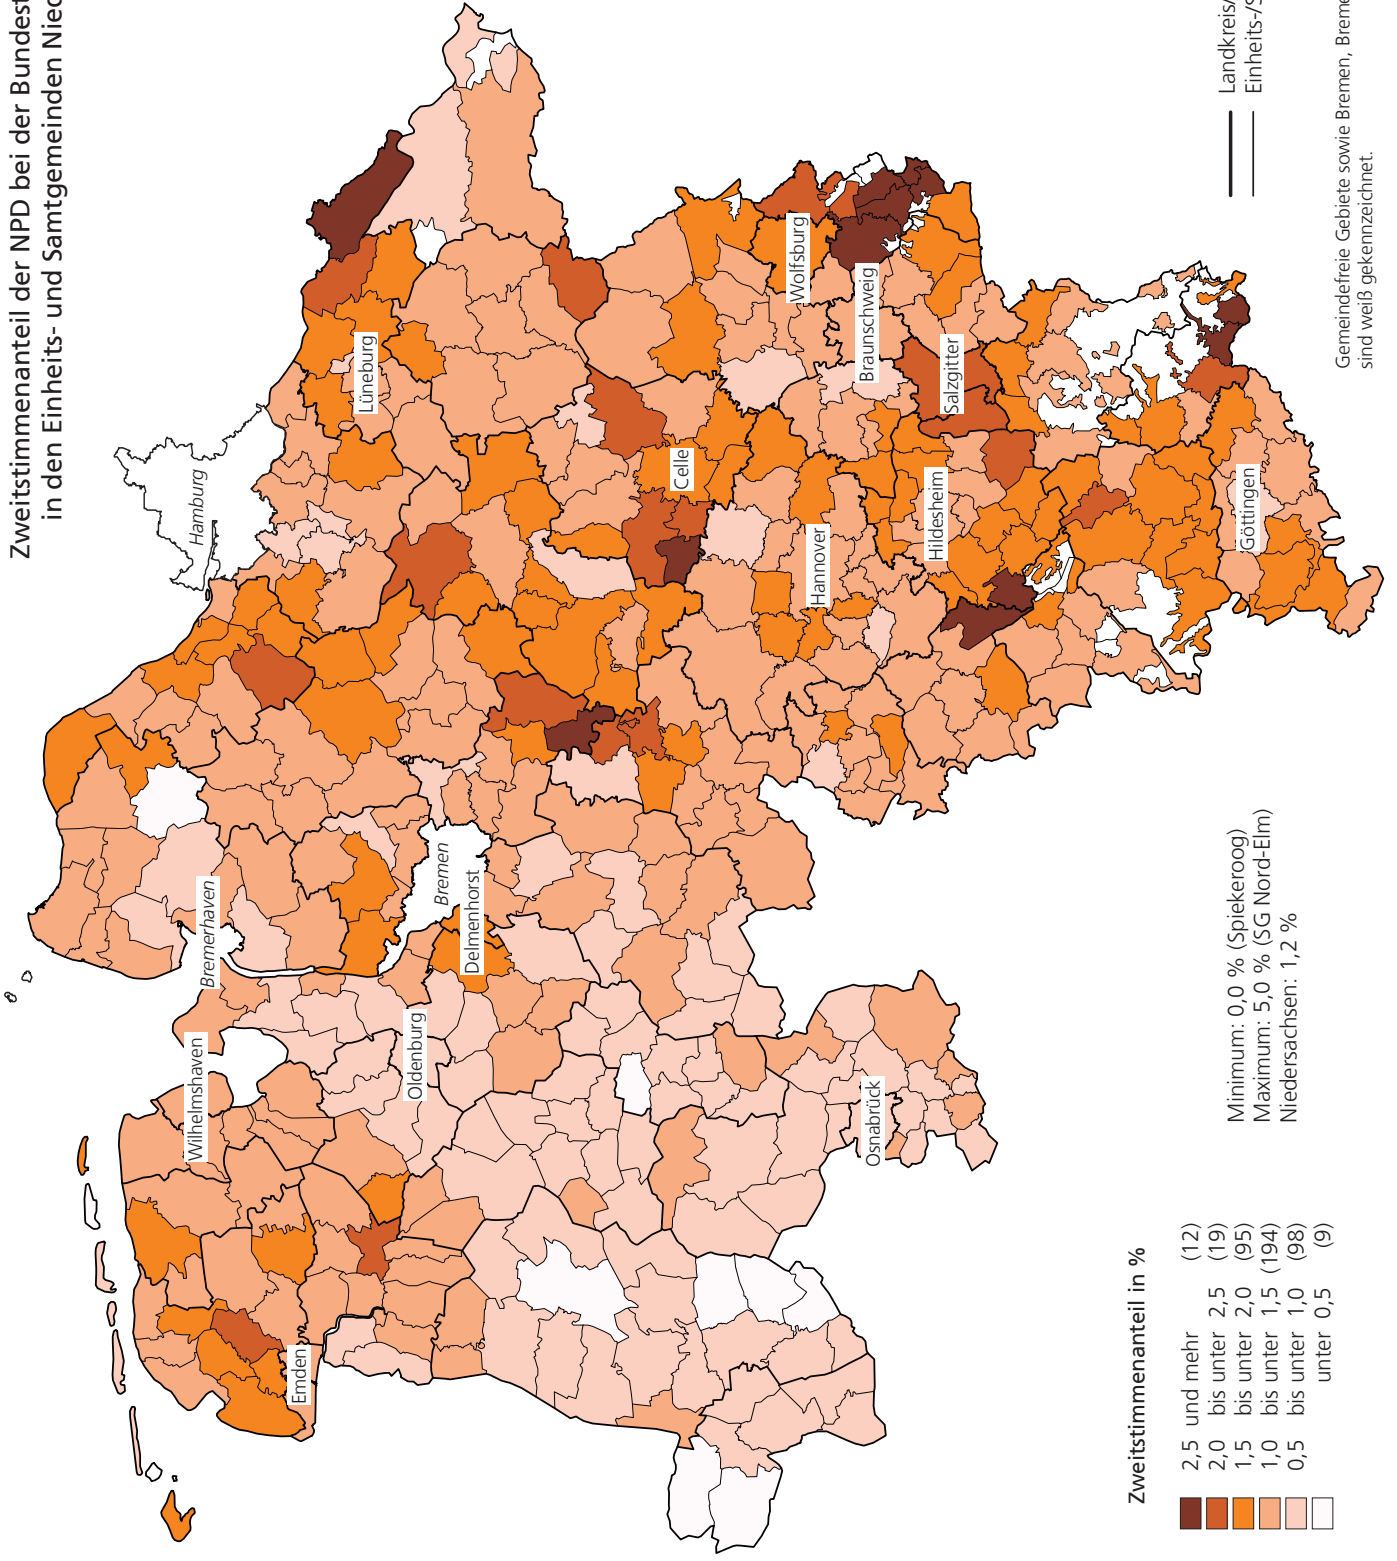 Zweitstimmenanteil der NPD bei der Bundest
in den Einheits- und Samtgemeinden Nied
Hamburg
Lüneburg
Bremerhaven
Wilhelmshaven
Emden
Bremen
Delmenhorst
Oldenburg
Celle
Wolfsburg
Hannover
Braunschweig
Osnabrück
Hildesheim
Salzgitter
Göttingen
Zweitstimmenanteil in %
2,5 und mehr (12)
2,0 bis unter 2,5 (19)
1,5 bis unter 2,0 (95)
1,0 bis unter 1,5 (194)
0,5 bis unter 1,0 (98)
unter 0,5 (9)
Minimum: 0,0 % (Spiekeroog)
Maximum: 5,0 % (SG Nord-Elm)
Niedersachsen: 1,2 %
Landkreis/
Einheits-/S
Gemeindefreie Gebiete sowie Bremen, Breme
sind weiß gekennzeichnet.